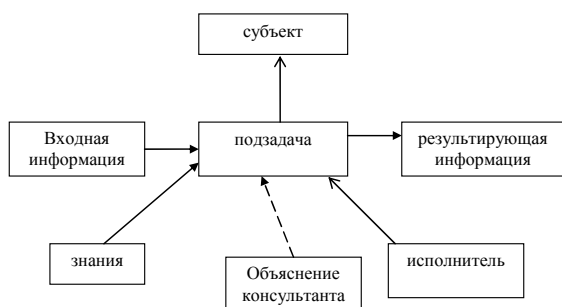 субъект
Входная
информация
подзадача
результирующая
информация
знания
Объяснение
консультанта
исполнитель